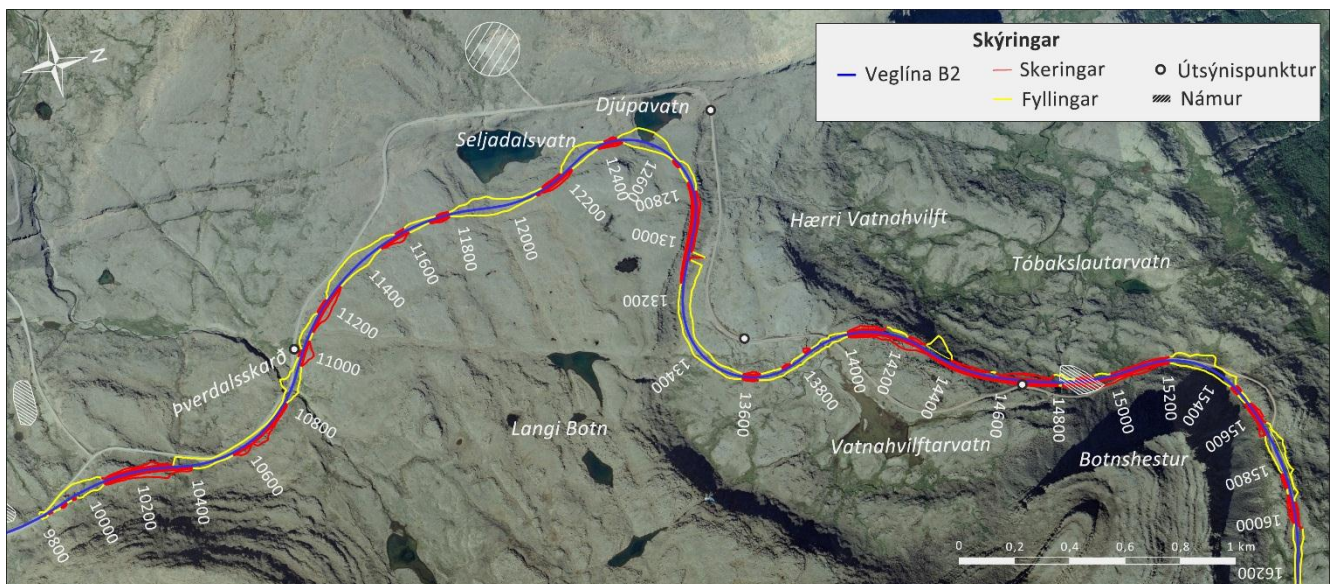 N
Skýringar
Veglína B2
Skeringar
Útsýnispunktur
Fyllingar
Námur
Djúpavatn
Seljadalsvatn
Hærri Vatnahvilft
Tóbakslautarvatn
Þverdalsskarð
Langi Botn
Vatnahvilftarvatn
Botnshestur
9800
10000
10200
10400
10600
10800
11000
11200
11400
11600
11800
12000
12200
12400
12600
12800
13000
13200
13400
13600
13800
14000
14200
14400
14600
14800
15000
15200
15400
15600
15800
16000
16200
0 0,2 0,4 0,6 0,8 1 km